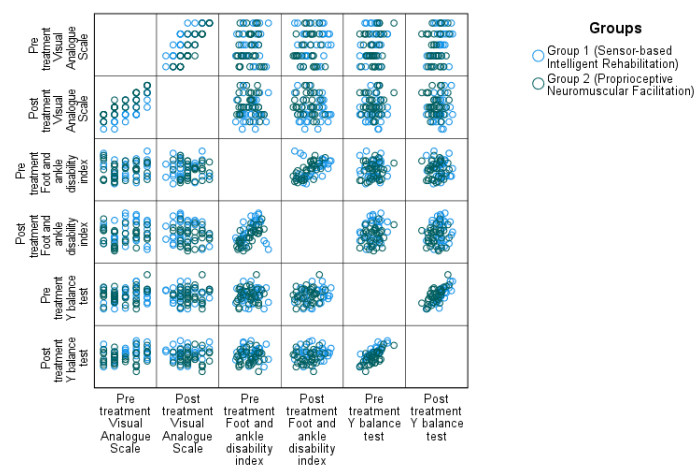 Groups
Group 1 (Sensor-based
Intelligent Rehabilitation)
Group 2 (Proprioceptive
Neuromuscular Facilitation)
Pre
treatment
Visual
Analogue
Scale
Post
treatment
Visual
Analogue
Scale
Pre
treatment
Foot and
ankle
disability
index
Post
treatment
Foot and
ankle
disability
index
Pre
treatment
Y balance
test
Post
treatment
Y balance
test
Pre
treatment
Visual
Analogue
Scale
Post
treatment
Visual
Analogue
Scale
Pre
treatment
Foot and
ankle
disability
index
Post
treatment
Foot and
ankle
disability
index
Pre
treatment
Y balance
test
Post
treatment
Y balance
test